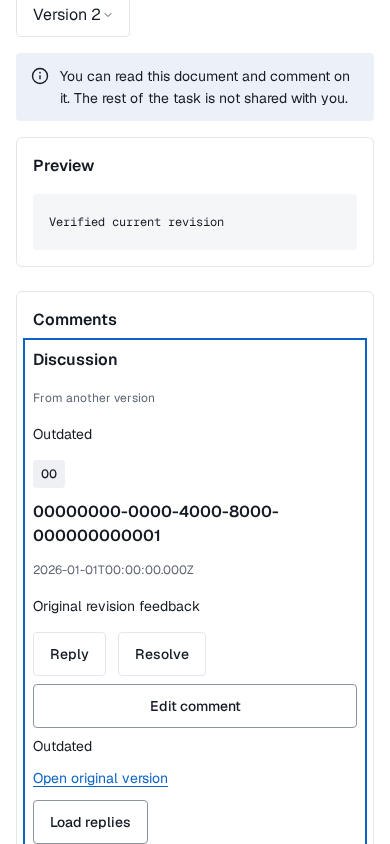 Version 2
You can read this document and comment on
it. The rest of the task is not shared with you.
Preview
Verified current revision
Comments
Discussion
From another version
Outdated
00
00000000-0000-4000-8000-
000000000001
2026-01-01T00:00:00.000Z
Original revision feedback
Reply
Resolve
Edit comment
Outdated
Open original version
Load replies